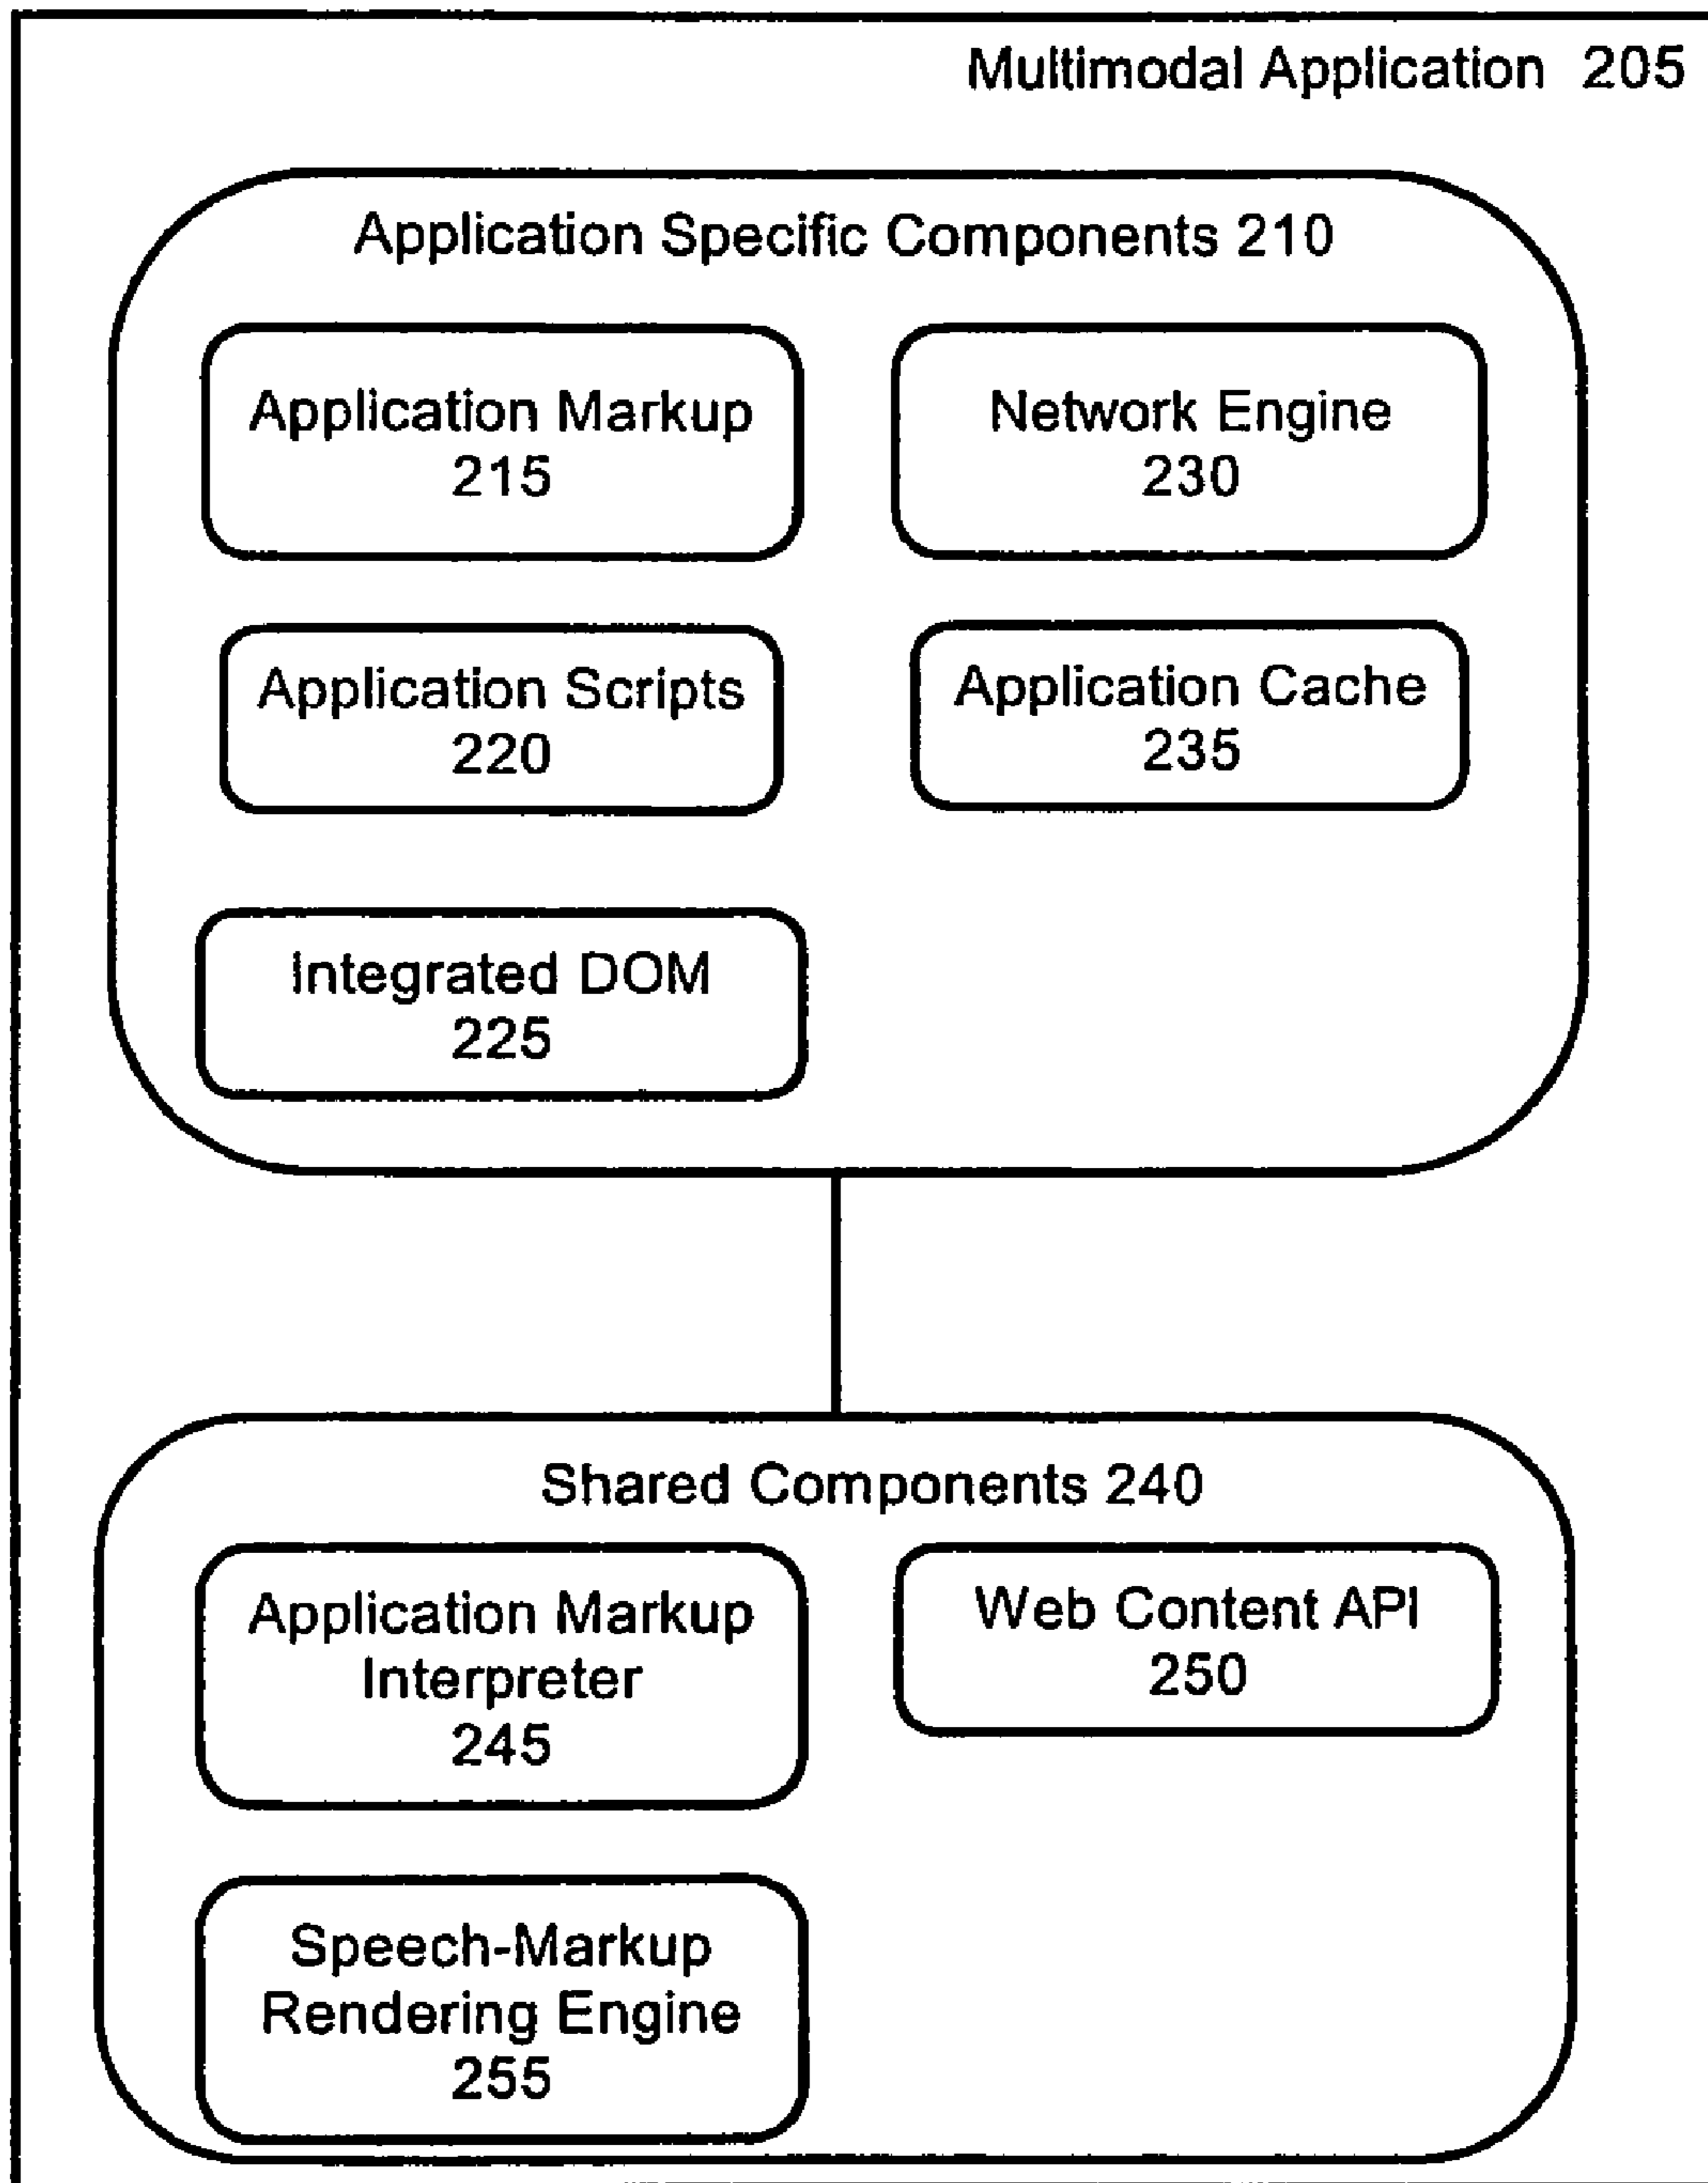 Multimodal Application 205
Application Specific Components 210
Application Markup
215
Network Engine
230
Application Scripts
220
Application Cache
235
Integrated DOM
225
Shared Components 240
Application Markup
Interpreter
245
Web Content API
250
Speech-Markup
Rendering Engine
255